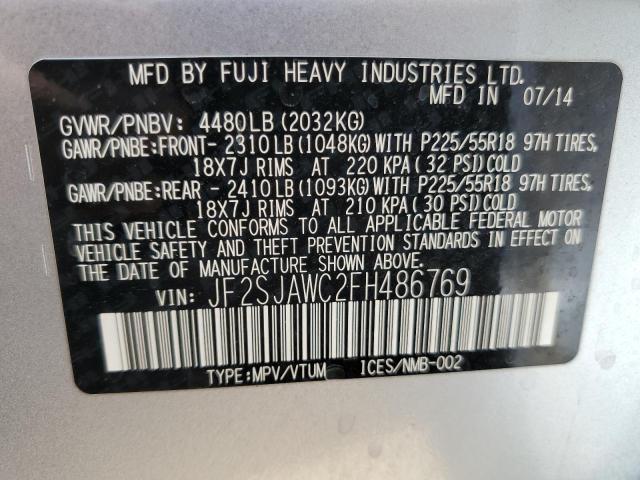 MFD BY FUJI HEAVY INDUSTRIES LTD.
MFD IN 07/14
GVWR/PNBV: 4480LB (2032KG)
GAWR/PNBE:FRONT- 2310LB (1048KG) WITH P225/55R18 97H TIRES,
18X7J RIMS AT 220 KPA (32 PSI) COLD
GAWR/PNBE:REAR - 2410LB (1093KG) WITH P225/55R18 97H TIRES,
18X7J RIMS AT 210 KPA (30 PSI) COLD
THIS VEHICLE CONFORMS TO ALL APPLICABLE FEDERAL MOTOR
VEHICLE SAFETY AND THEFT PREVENTION STANDARDS IN EFFECT ON
THE DATE OF MANUFACTURE SHOWN ABOVE.
VIN: JF2SJAWC2FH486769
TYPE:MPV/VTUM ICES/NMB-002